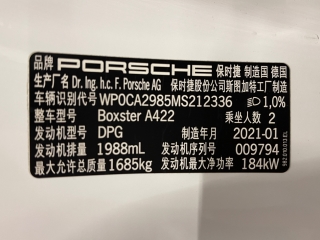 品牌 PORSCHE 保时捷 制造国 德国
生产厂名 Dr. Ing. h.c. F. Porsche AG 保时捷股份公司斯图加特工厂制造
车辆识别代号 WP0CA2985MS212336 1,0%
整车型号 Boxster A422 乘坐人数 2
发动机型号 DPG 制造年月 2021-01
发动机排量 1988mL 发动机序列号 009794
最大允许总质量 1685kg 发动机最大净功率 184kW